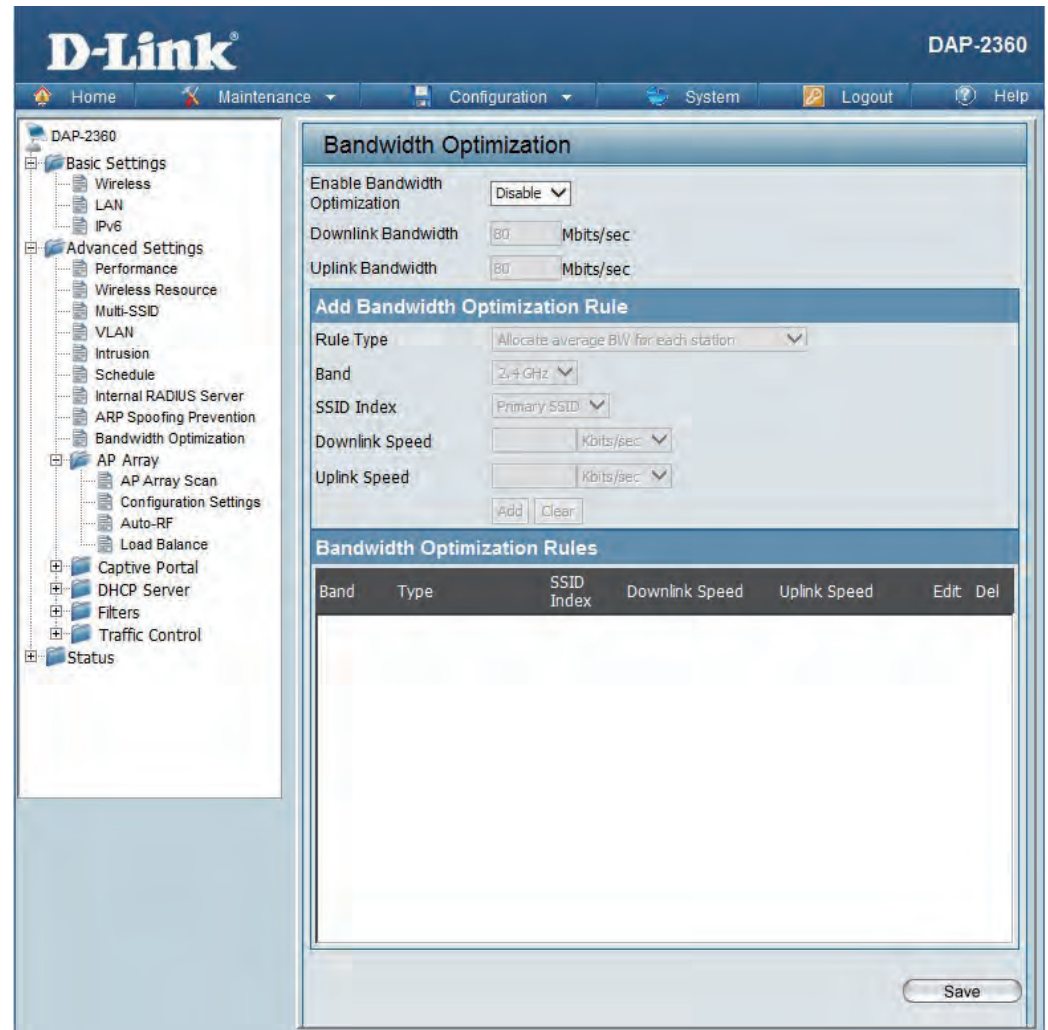 D-Link®
DAP-2360
Home
Maintenance
Configuration
System
Logout
Help
DAP-2360
Basic Settings
Wireless
LAN
IPv6
Advanced Settings
Performance
Wireless Resource
Multi-SSID
VLAN
Intrusion
Schedule
Internal RADIUS Server
ARP Spoofing Prevention
Bandwidth Optimization
AP Array
AP Array Scan
Configuration Settings
Auto-RF
Load Balance
Captive Portal
DHCP Server
Filters
Traffic Control
Status
Bandwidth Optimization
Enable Bandwidth
Optimization
Disable
Downlink Bandwidth 80 Mbits/sec
Uplink Bandwidth 80 Mbits/sec
Add Bandwidth Optimization Rule
Rule Type Allocate average BW for each station
Band 2.4 GHz
SSID Index Primary SSID
Downlink Speed Kbits/sec
Uplink Speed Kbits/sec
Add Clear
Bandwidth Optimization Rules
Band Type SSID Index Downlink Speed Uplink Speed Edit Del
Save